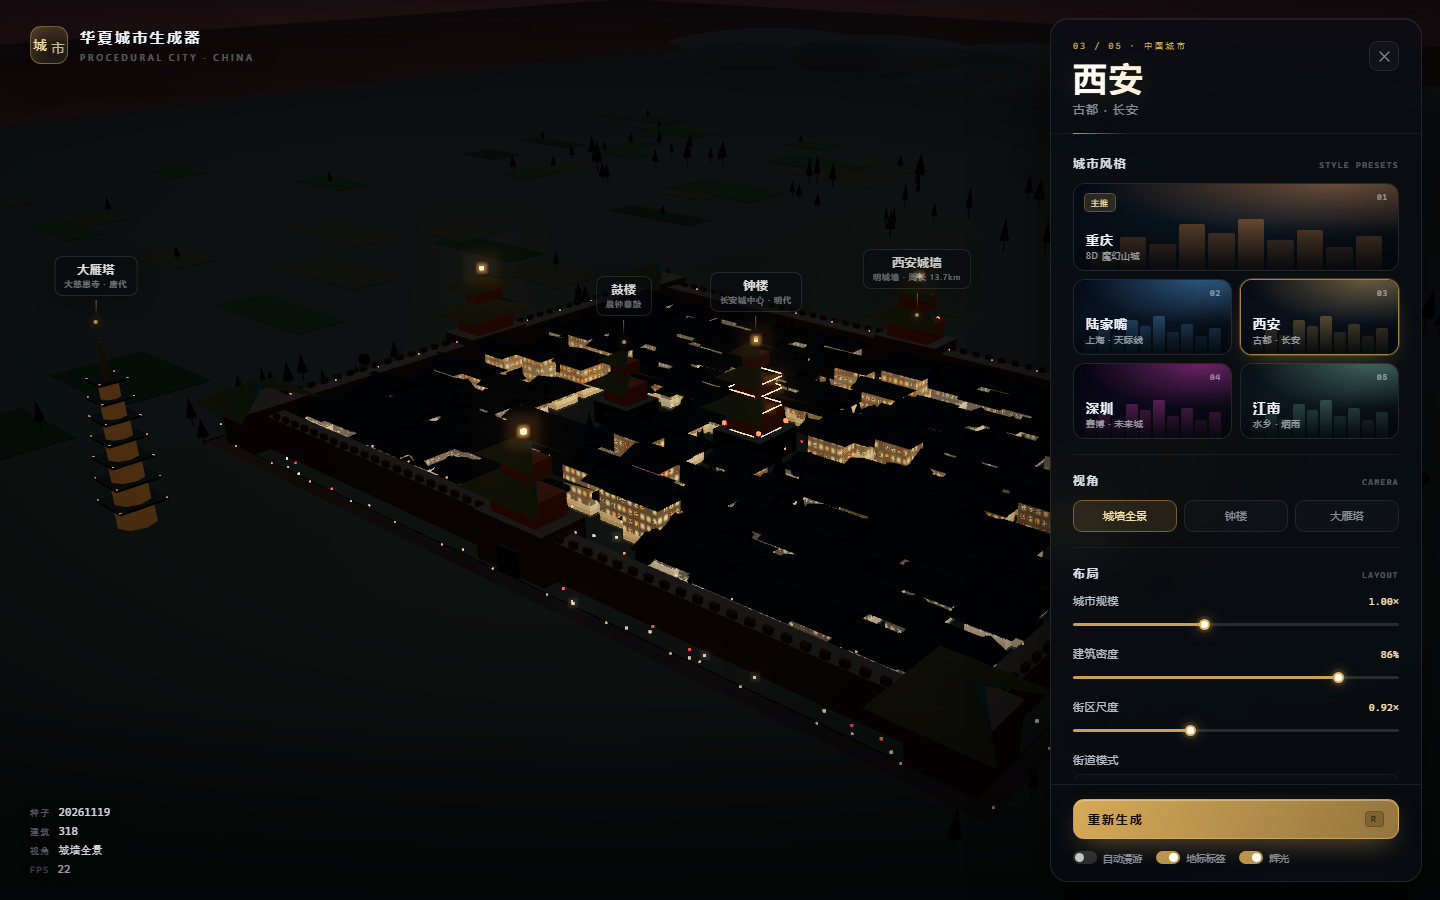 城市
华夏城市生成器
PROCEDURAL CITY · CHINA
大雁塔
大慈恩寺 · 唐代
鼓楼
晨钟暮鼓
钟楼
长安城中心 · 明代
西安城墙
明城墙 · 周长 13.7km
种子 20261119
建筑 318
视角 城墙全景
FPS 22
03 / 05 · 中国城市
西安
古都 · 长安
城市风格 STYLE PRESETS
主推 01
重庆
8D 魔幻山城
02
陆家嘴
上海 · 天际线
03
西安
古都 · 长安
04
深圳
赛博 · 未来城
05
江南
水乡 · 烟雨
视角 CAMERA
城墙全景 钟楼 大雁塔
布局 LAYOUT
城市规模 1.00×
建筑密度 86%
街区尺度 0.92×
街道模式
重新生成 R
自动漫游 地标标签 辉光